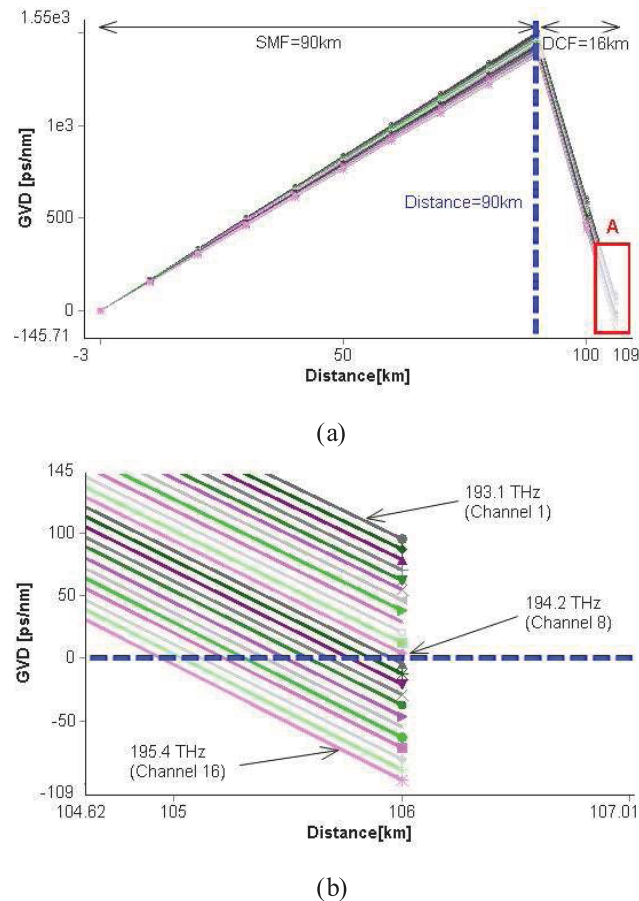 1.55e3
SMF=90km
DCF=16km
1e3
GVD [ps/nm]
Distance=90km
500
A
0
-145.71
-3
50
100
109
Distance[km]
(a)
145
193.1 THz
(Channel 1)
100
GVD [ps/nm]
50
194.2 THz
(Channel 8)
0
-50
195.4 THz
(Channel 16)
-109
104.62
105
106
107.01
Distance[km]
(b)